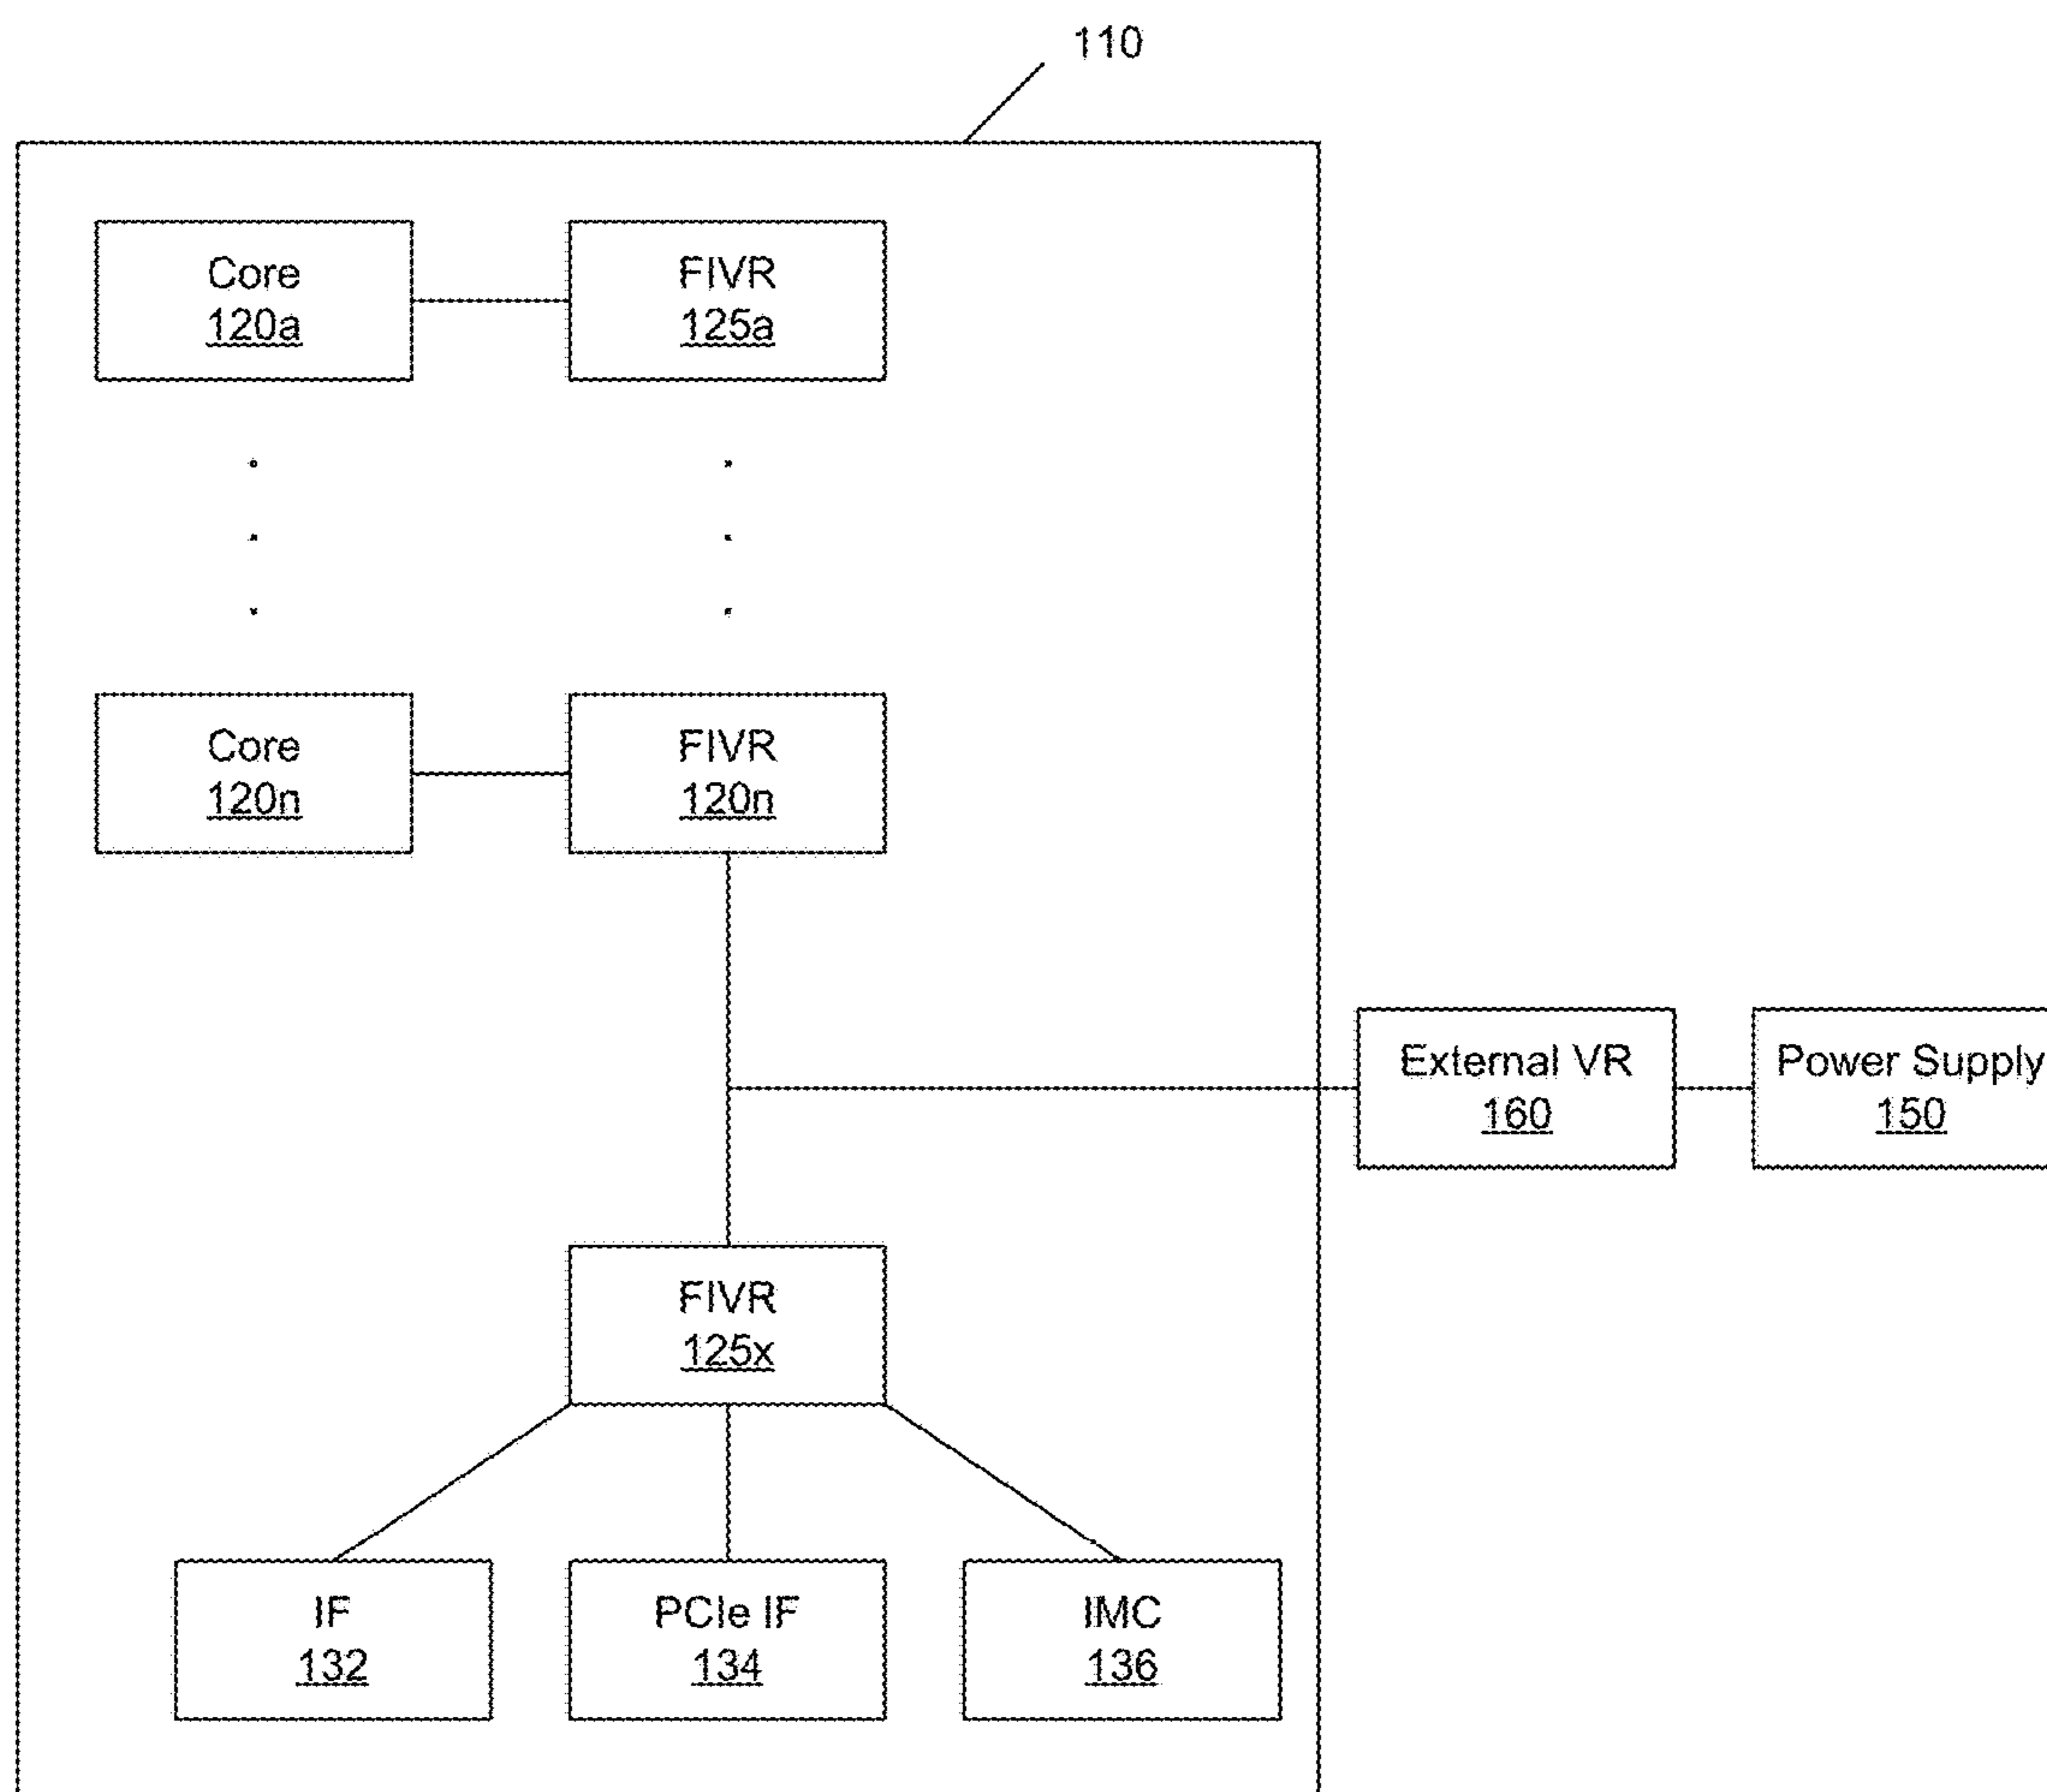 110
Core
120a
FIVR
125a
Core
120n
FIVR
120n
External VR
160
Power Supply
150
FIVR
125x
IF
132
PCIe IF
134
IMC
136